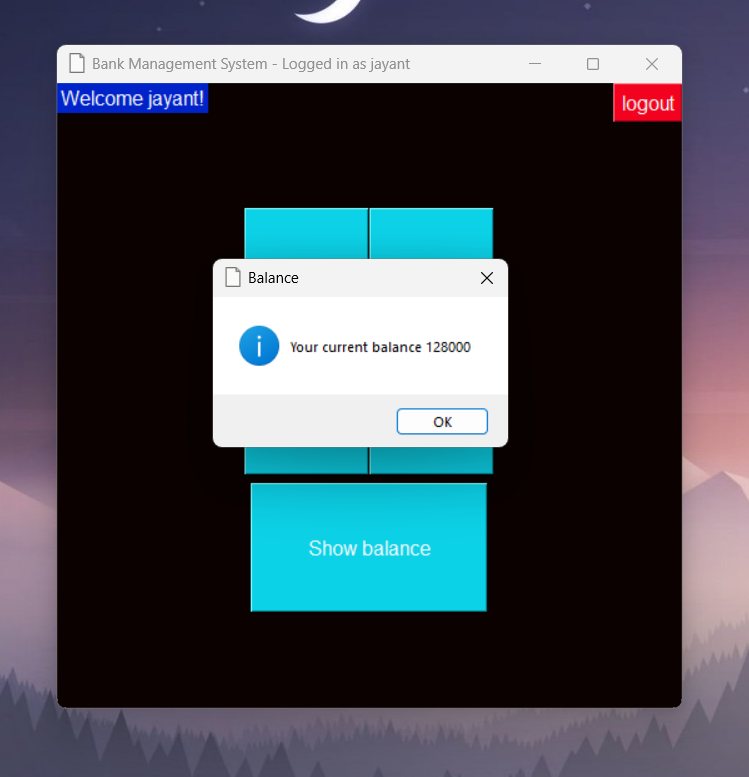 Bank Management System - Logged in as jayant
Welcome jayant!
logout
Balance
Your current balance 128000
OK
Show balance